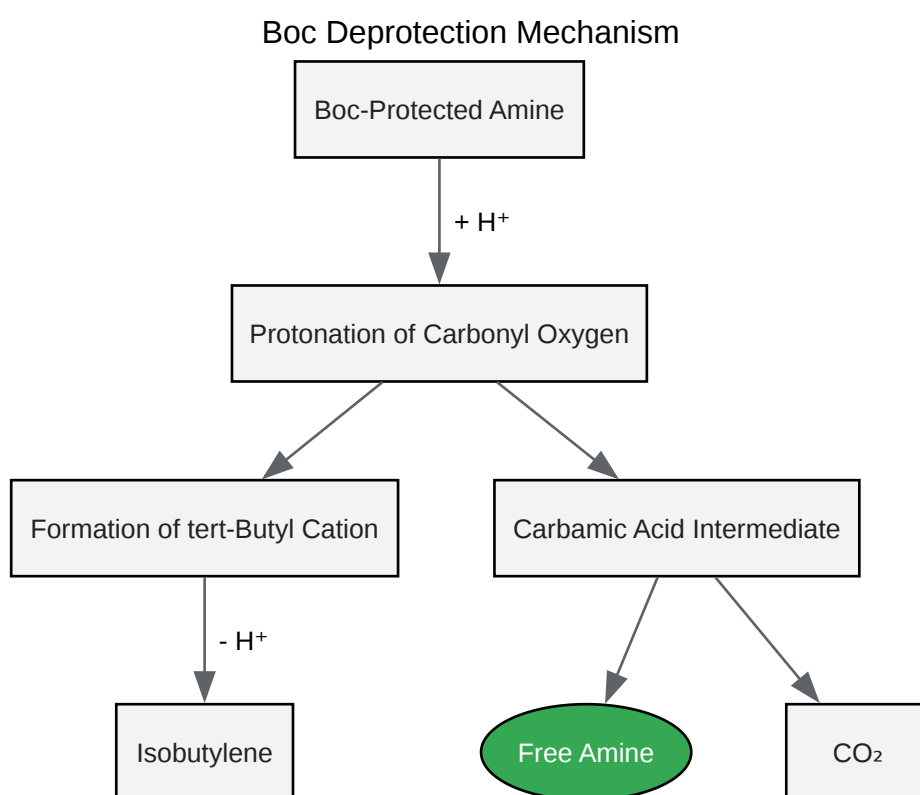 Boc Deprotection Mechanism
Boc-Protected Amine
+ H⁺
Protonation of Carbonyl Oxygen
Formation of tert-Butyl Cation
Carbamic Acid Intermediate
- H⁺
Isobutylene
Free Amine
CO₂